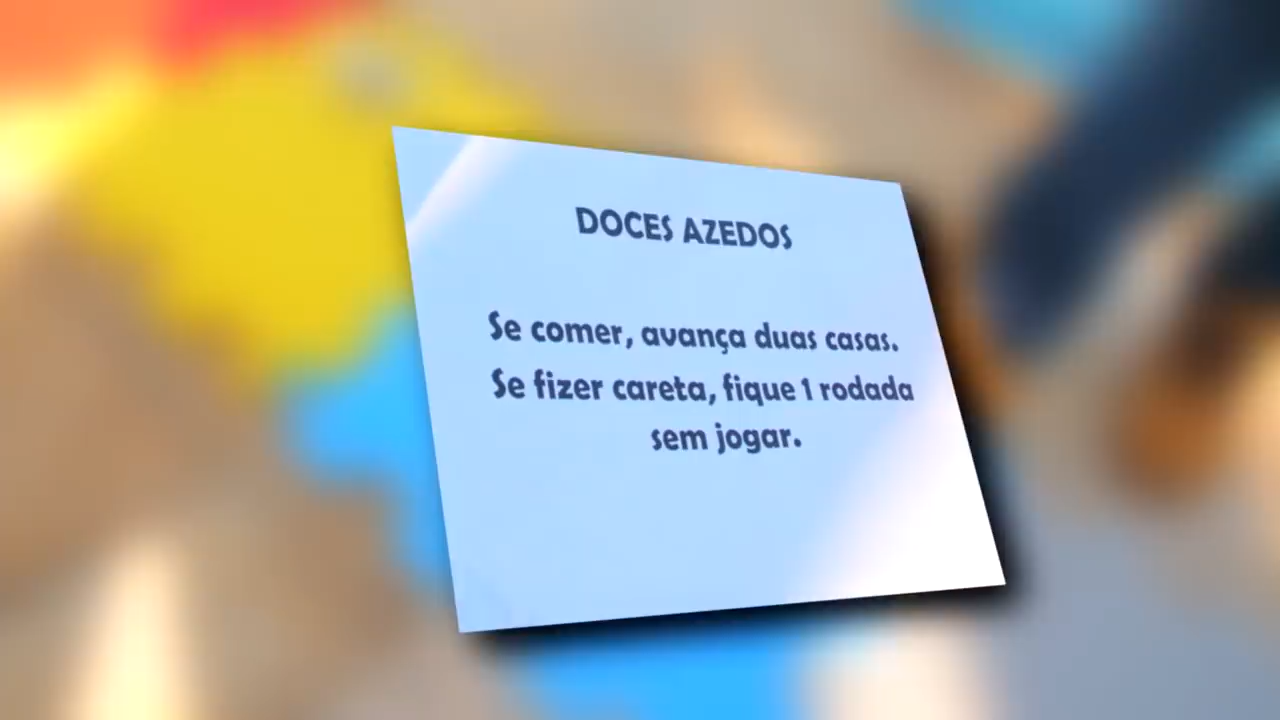 DOCES AZEDOS
Se comer, avança duas casas.
Se fizer careta, fique 1 rodada
sem jogar.